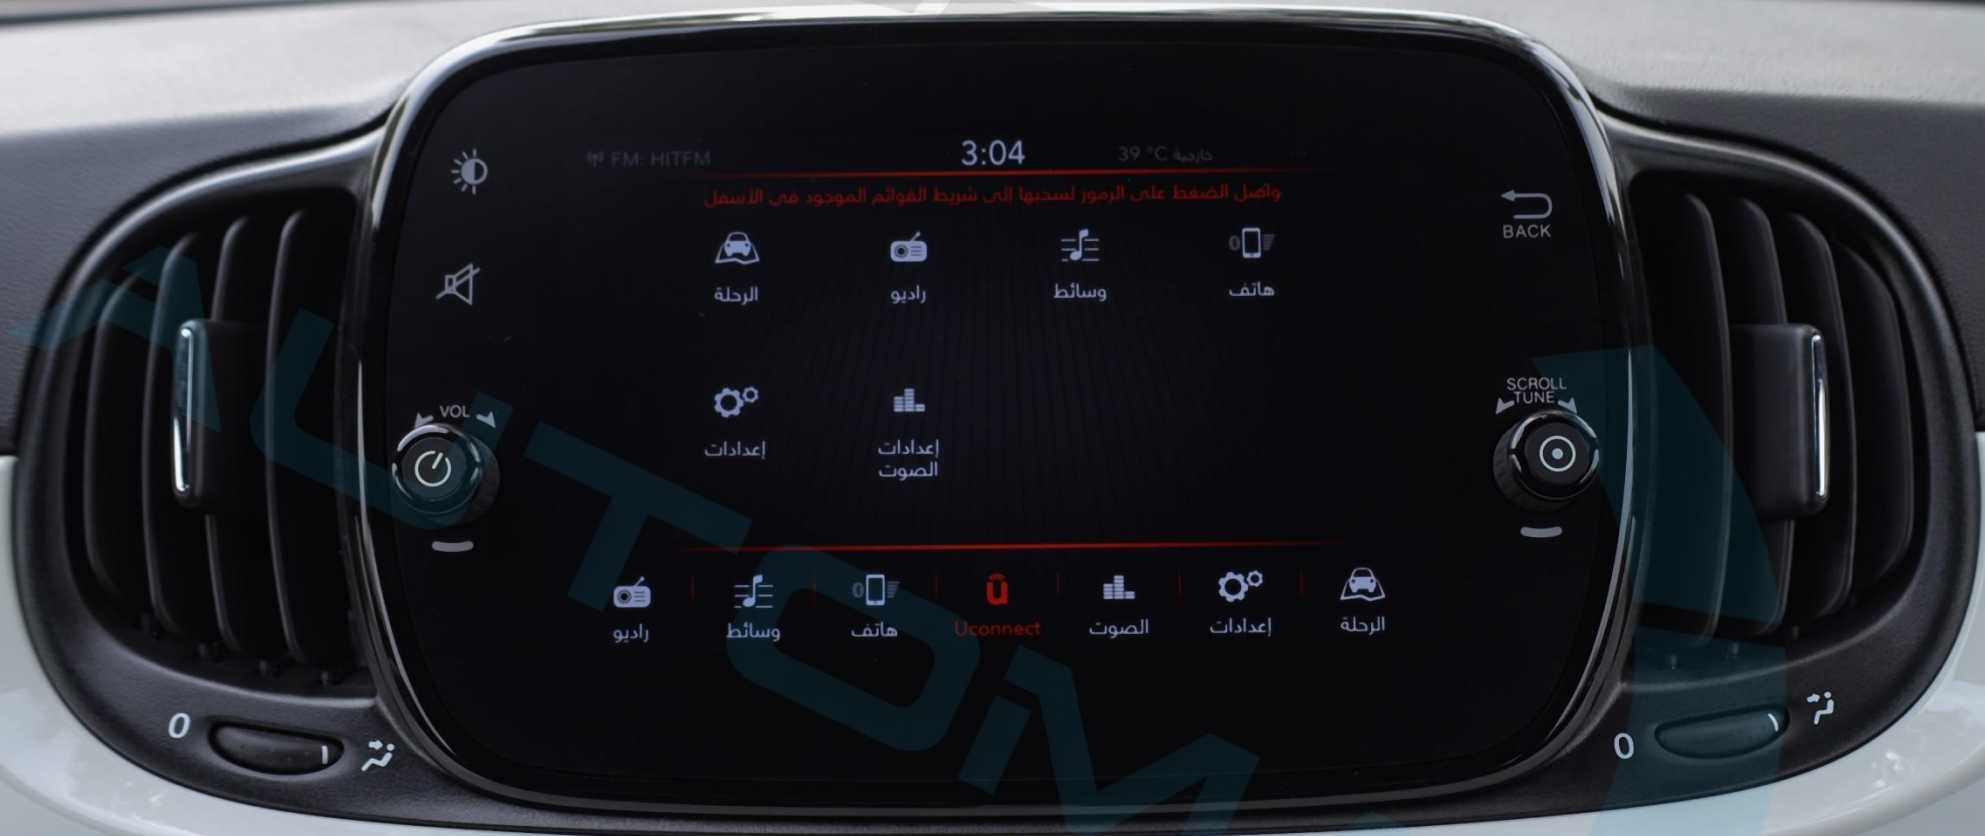 FM: HITFM
3:04
39 °C خارجية
واصل الضغط على الرموز لسحبها إلى شريط القوائم الموجود في الأسفل
BACK
هاتف
وسائط
راديو
الرحلة
VOL
SCROLL
TUNE
إعدادات
الصوت
إعدادات
راديو
وسائط
هاتف
Uconnect
الصوت
إعدادات
الرحلة
0
0
AUTOM